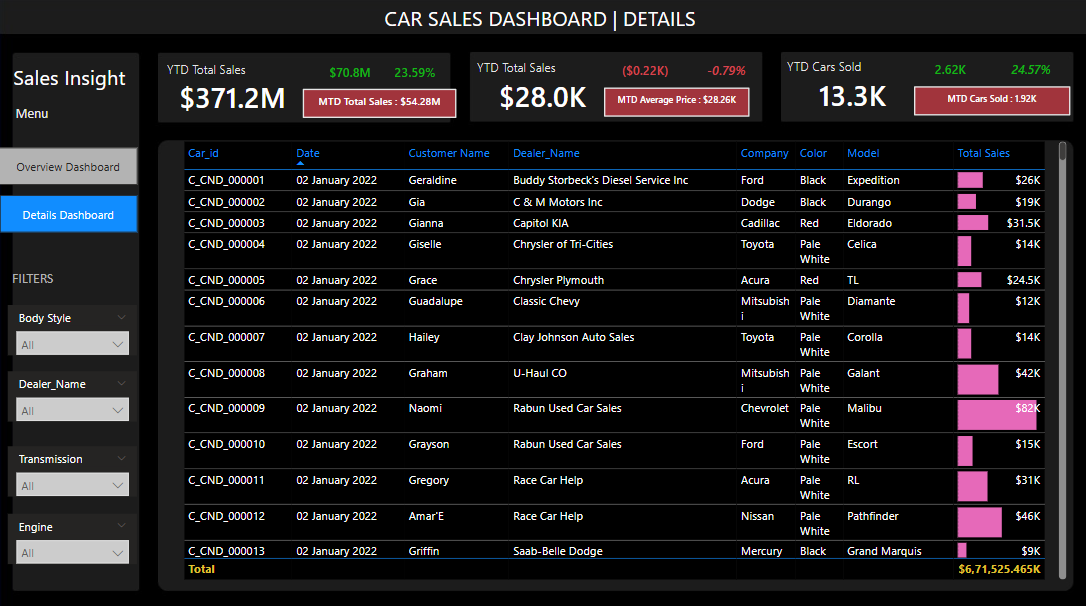 CAR SALES DASHBOARD | DETAILS
Sales Insight
Menu
Overview Dashboard
Details Dashboard
FILTERS
Body Style
All
Dealer_Name
All
Transmission
All
Engine
All
YTD Total Sales
$70.8M 23.59%
$371.2M
MTD Total Sales : $54.28M
YTD Total Sales
($0.22K) -0.79%
$28.0K
MTD Average Price : $28.26K
YTD Cars Sold
2.62K 24.57%
13.3K
MTD Cars Sold : 1.92K
Car_id Date Customer Name Dealer_Name Company Color Model Total Sales
C_CND_000001 02 January 2022 Geraldine Buddy Storbeck's Diesel Service Inc Ford Black Expedition $26K
C_CND_000002 02 January 2022 Gia C & M Motors Inc Dodge Black Durango $19K
C_CND_000003 02 January 2022 Gianna Capitol KIA Cadillac Red Eldorado $31.5K
C_CND_000004 02 January 2022 Giselle Chrysler of Tri-Cities Toyota Pale Celica $14K
White
C_CND_000005 02 January 2022 Grace Chrysler Plymouth Acura Red TL $24.5K
C_CND_000006 02 January 2022 Guadalupe Classic Chevy Mitsubish Pale Diamante $12K
i White
C_CND_000007 02 January 2022 Hailey Clay Johnson Auto Sales Toyota Pale Corolla $14K
White
C_CND_000008 02 January 2022 Graham U-Haul CO Mitsubish Pale Galant $42K
i White
C_CND_000009 02 January 2022 Naomi Rabun Used Car Sales Chevrolet Pale Malibu $82K
White
C_CND_000010 02 January 2022 Grayson Rabun Used Car Sales Ford Pale Escort $15K
White
C_CND_000011 02 January 2022 Gregory Race Car Help Acura Pale RL $31K
White
C_CND_000012 02 January 2022 Amar'E Race Car Help Nissan Pale Pathfinder $46K
White
C_CND_000013 02 January 2022 Griffin Saab-Belle Dodge Mercury Black Grand Marquis $9K
Total $6,71,525.465K